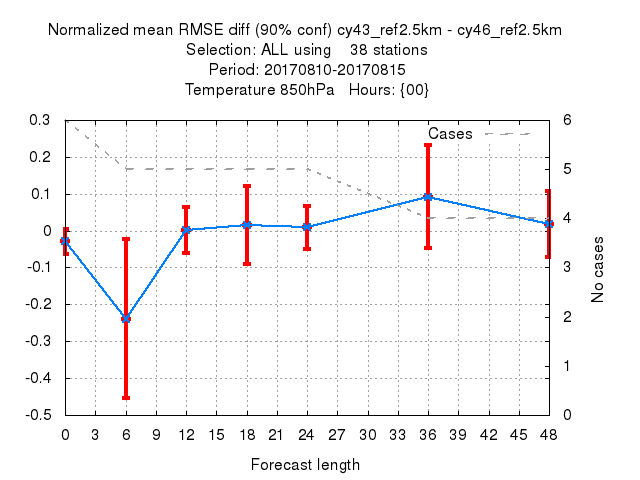 Normalized mean RMSE diff (90% conf) cy43_ref2.5km - cy46_ref2.5km
Selection: ALL using    38 stations
Period: 20170810-20170815
Temperature 850hPa   Hours: {00}
Cases
0.3
0.2
0.1
0
-0.1
-0.2
-0.3
-0.4
-0.5
6
5
4
3
2
1
0
No cases
0 3 6 9 12 15 18 21 24 27 30 33 36 39 42 45 48
Forecast length